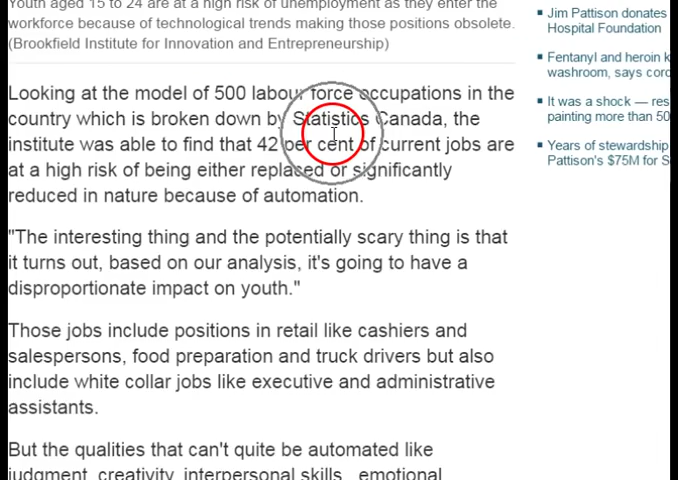 Youth aged 15 to 24 are at a high risk of unemployment as they enter the
workforce because of technological trends making those positions obsolete.
(Brookfield Institute for Innovation and Entrepreneurship)
Looking at the model of 500 labour force occupations in the
country which is broken down by Statistics Canada, the
institute was able to find that 42 per cent of current jobs are
at a high risk of being either replaced or significantly
reduced in nature because of automation.
"The interesting thing and the potentially scary thing is that
it turns out, based on our analysis, it's going to have a
disproportionate impact on youth."
Those jobs include positions in retail like cashiers and
salespersons, food preparation and truck drivers but also
include white collar jobs like executive and administrative
assistants.
But the qualities that can't quite be automated like
judgment, creativity, interpersonal skills, emotional
Jim Pattison donates
Hospital Foundation
Fentanyl and heroin k
washroom, says coro
It was a shock — res
painting more than 50
Years of stewardship
Pattison's $75M for S